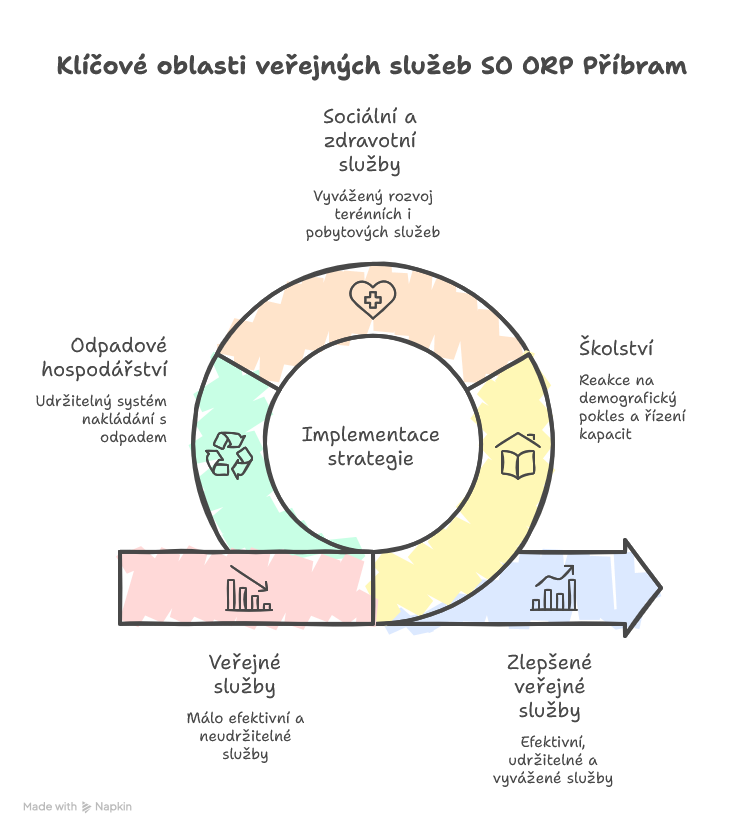 Klíčové oblasti veřejných služeb SO ORP Příbram
Sociální a
zdravotní
služby
Vyvážený rozvoj
terénních i
pobytových služeb
Odpadové
hospodářství
Udržitelný systém
nakládání s
odpadem
Školství
Reakce na
demografický
pokles a řízení
kapacit
Implementace
strategie
Veřejné
služby
Málo efektivní a
neudržitelné
služby
Zlepšené
veřejné
služby
Efektivní,
udržitelné a
vyvážené služby
Made with Napkin